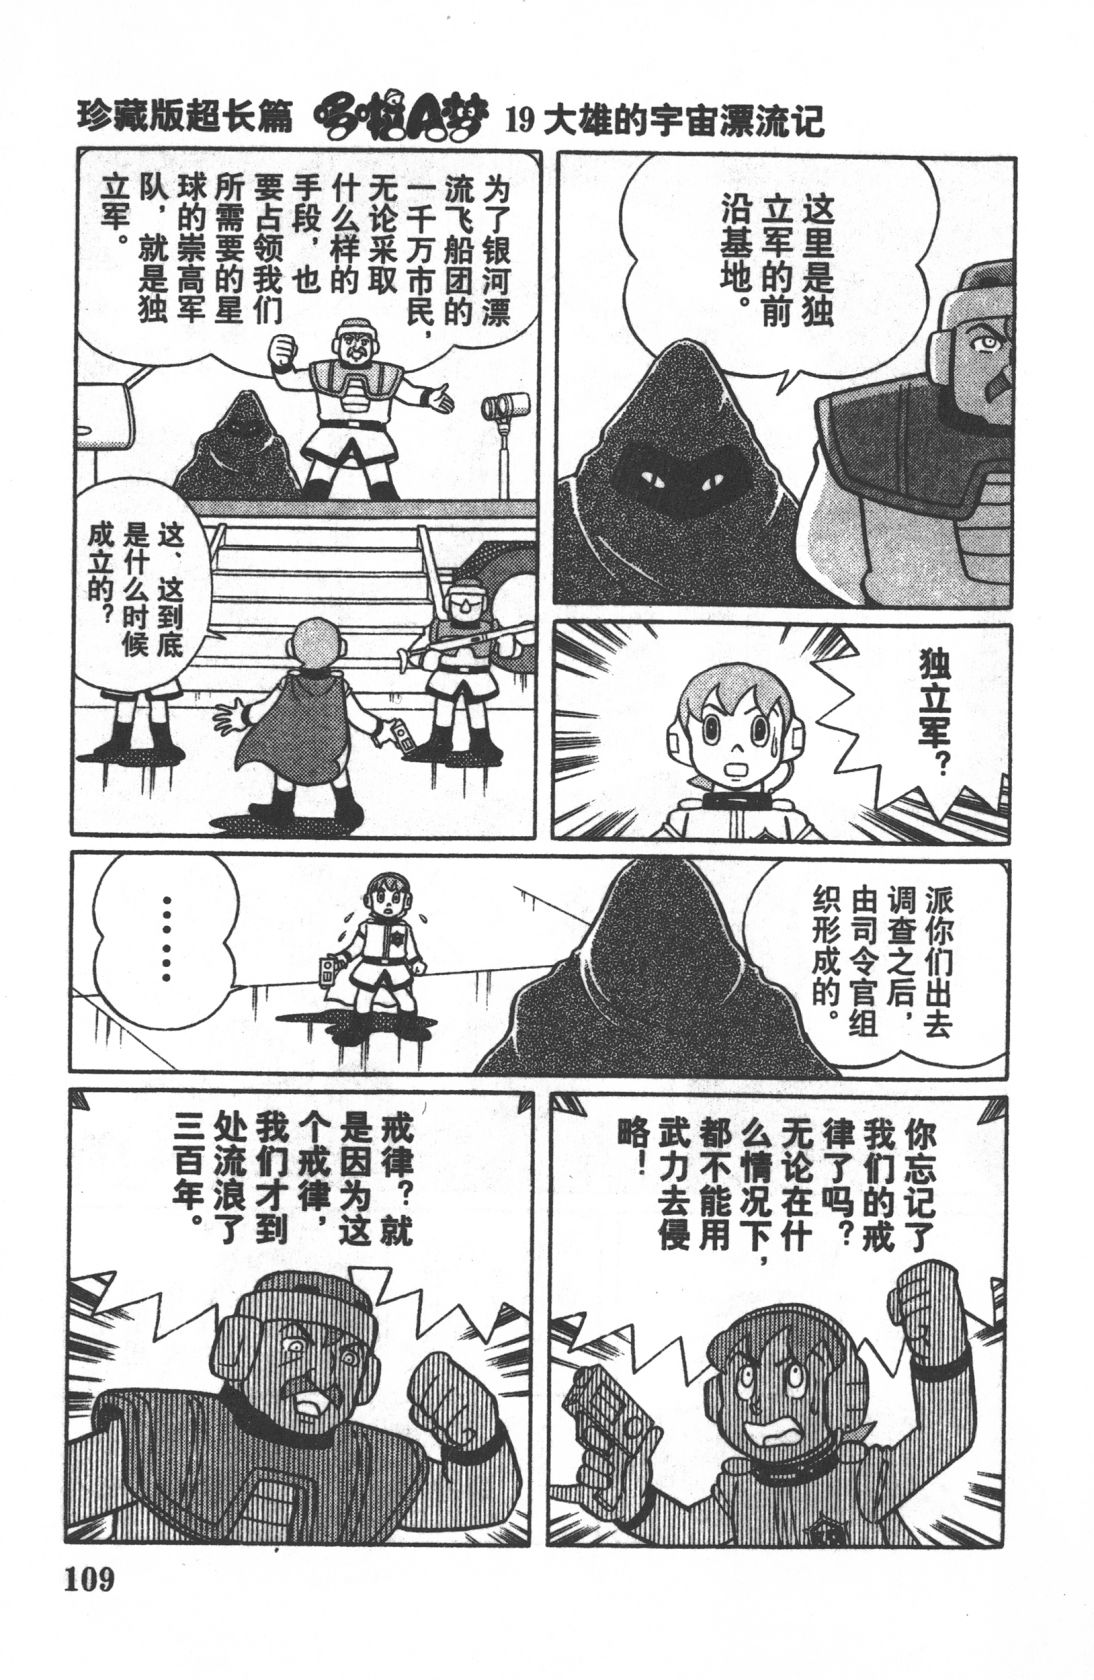 珍藏版超长篇 哆啦A梦 19 大雄的宇宙漂流记
这里是独
立军的前
沿基地。
独立军?
为了银河漂
流飞船团的
一千万市民,
无论采取
什么样的
手段,也
要占领我们
所需要的星
球的崇高军
队,就是独
立军。
这、这到底
是什么时候
成立的?
派你们出去
调查之后,
由司令官组
织形成的。
……
你忘记了
我们的戒
律了吗?
无论在什
么情况下,
都不能用
武力去侵
略!
戒律?就
是因为这
个戒律,
我们才到
处流浪了
三百年。
109